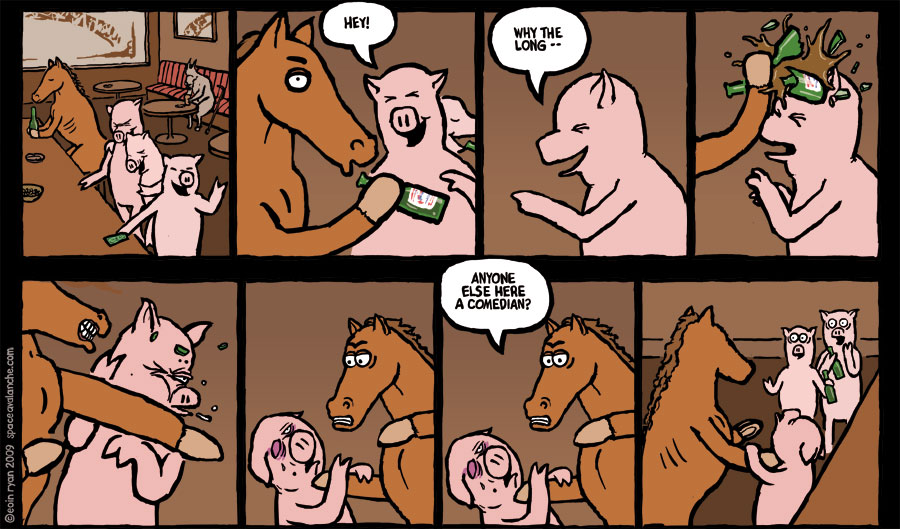 HEY!
WHY THE
LONG --
ANYONE
ELSE HERE
A COMEDIAN?
©eoin ryan 2009 spaceavalanche.com